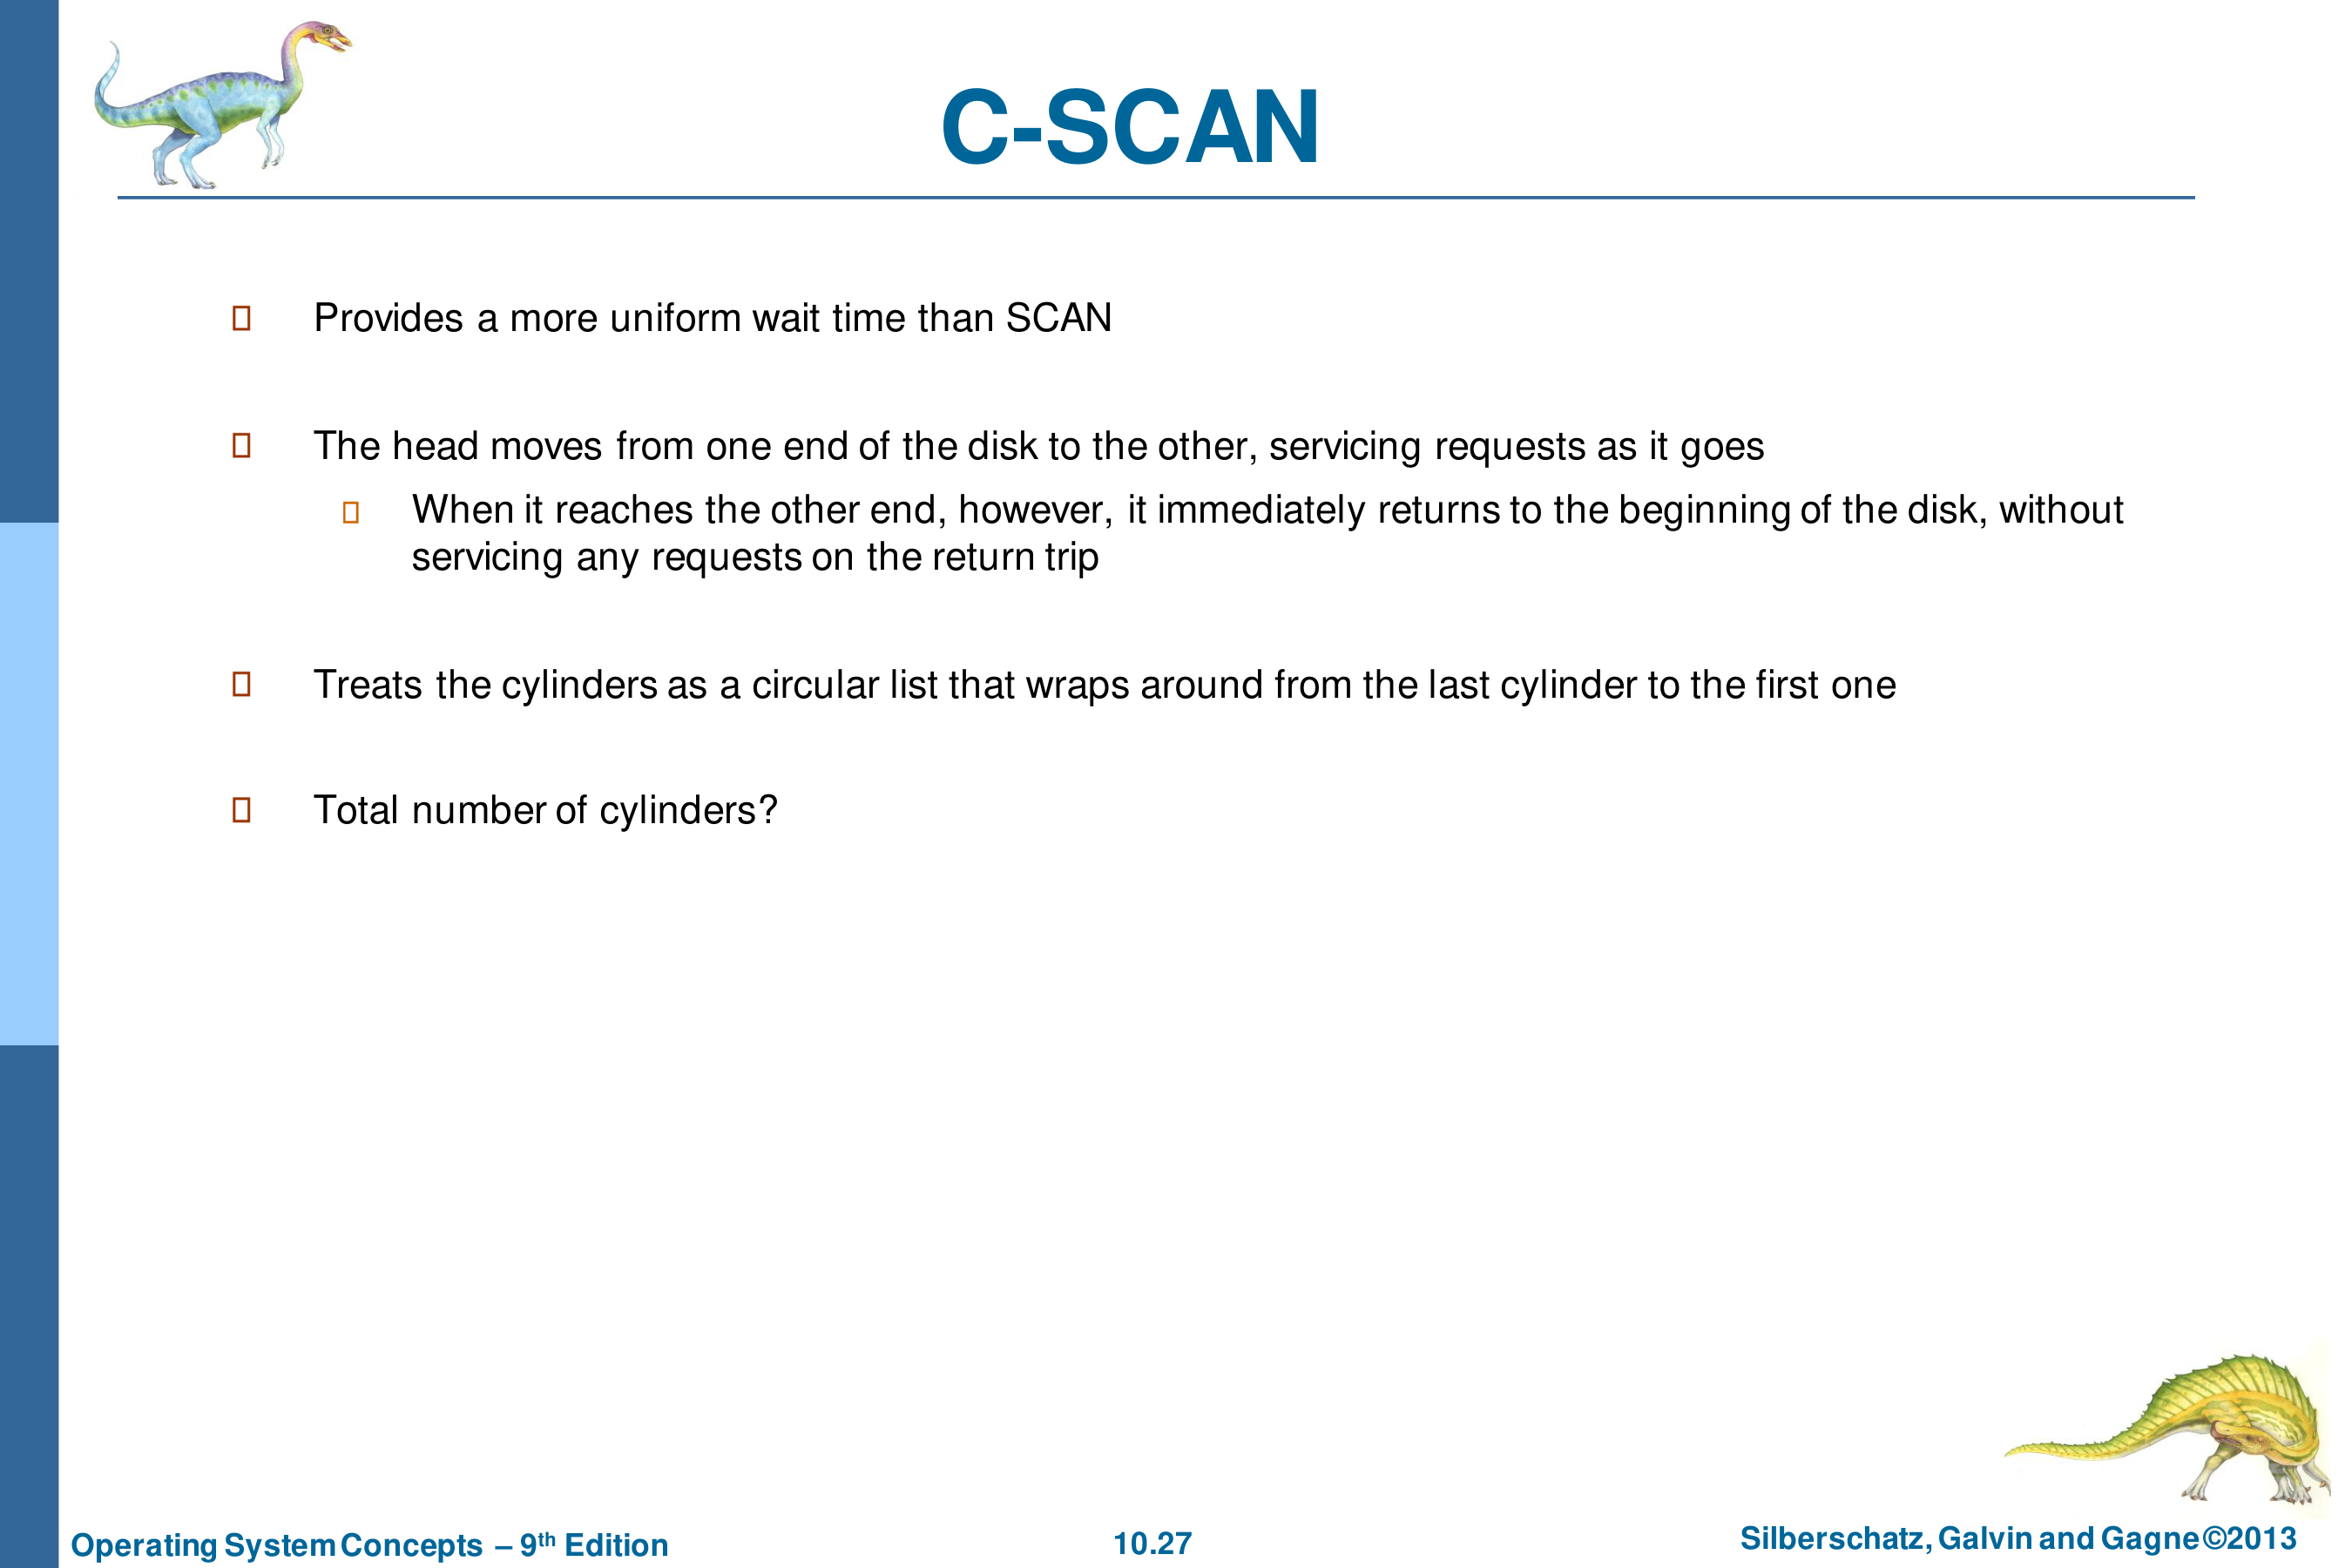 C-SCAN
Provides a more uniform wait time than SCAN
The head moves from one end of the disk to the other, servicing requests as it goes
When it reaches the other end, however, it immediately returns to the beginning of the disk, without
servicing any requests on the return trip
Treats the cylinders as a circular list that wraps around from the last cylinder to the first one
Total number of cylinders?
Operating System Concepts – 9th Edition
10.27
Silberschatz, Galvin and Gagne ©2013